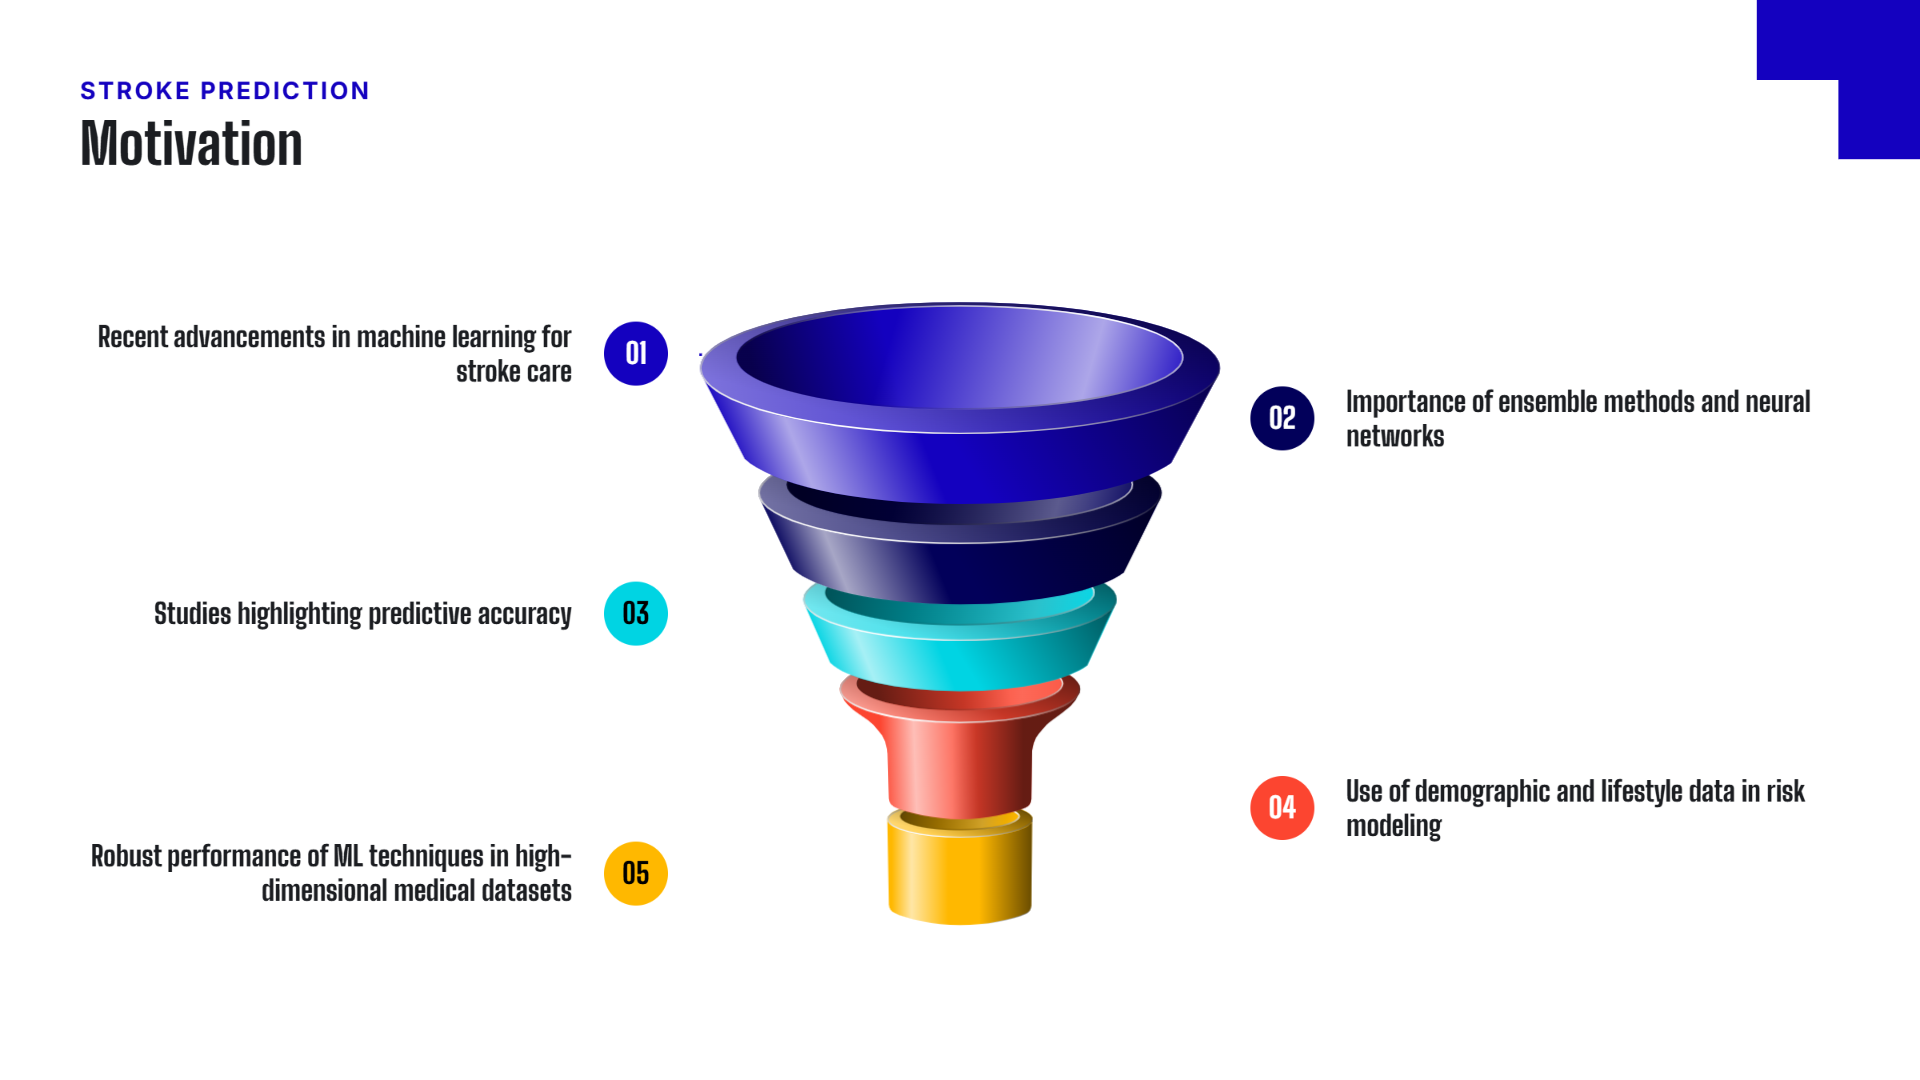 STROKE PREDICTION
Motivation
Recent advancements in machine learning for
stroke care
01
02
Importance of ensemble methods and neural
networks
Studies highlighting predictive accuracy
03
04
Use of demographic and lifestyle data in risk
modeling
Robust performance of ML techniques in high-
dimensional medical datasets
05